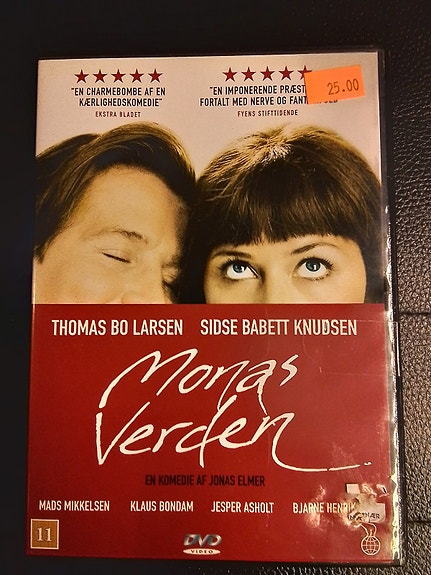 "EN CHARMEBOMBE AF EN
KÆRLIGHEDSKOMEDIE"
EKSTRA BLADET
"EN IMPONERENDE
FORTALT MED NERVE OG
FYENS STIFTTIDENDE
25.00
THOMAS BO LARSEN SIDSE BABETT KNUDSEN
Monas
Verden
EN KOMEDIE AF JONAS ELMER
MADS MIKKELSEN KLAUS BONDAM JESPER ASHOLT BJARNE
11
DVD
VIDEO